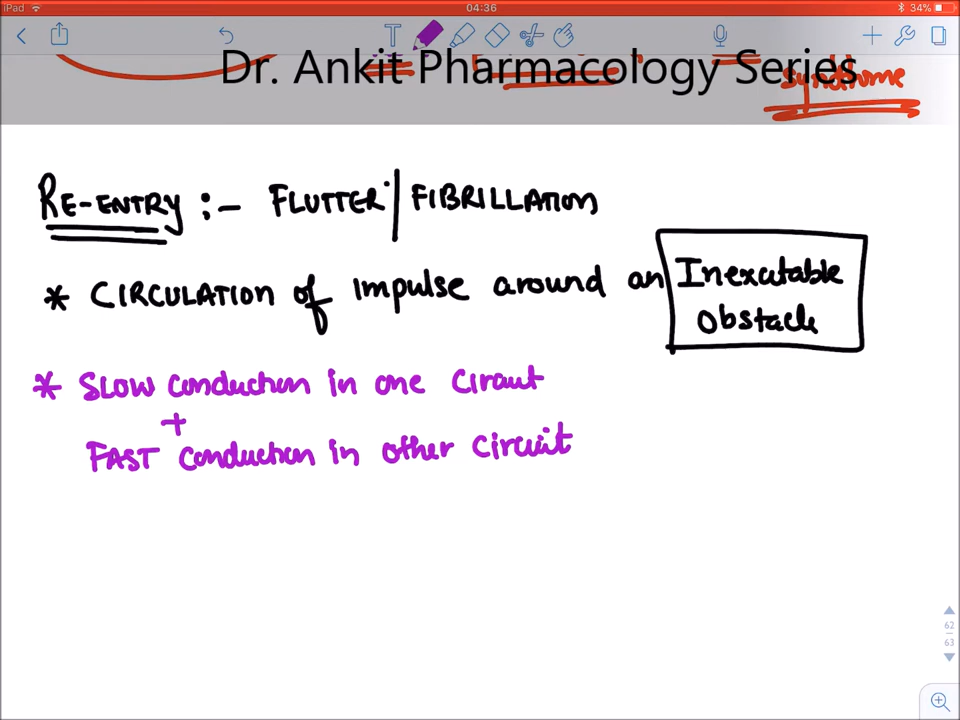 iPad 04:36 34%
T
Dr. Ankit Pharmacology Series
syndrome
RE-ENTRY :- FLUTTER / FIBRILLATION
* CIRCULATION of impulse around an Inexcitable
Obstacle
* SLOW conduction in one Circuit
+
FAST conduction in other circuit
62
63